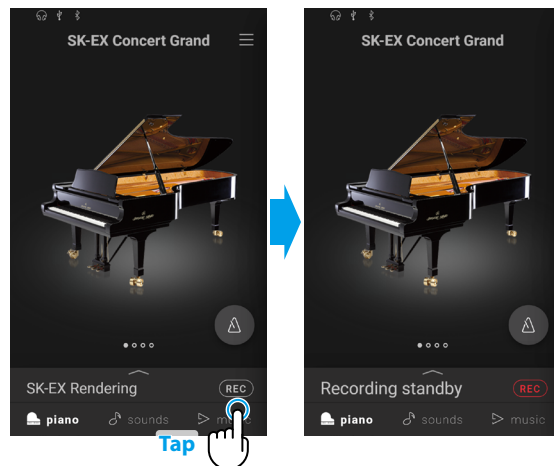 SK-EX Concert Grand
SK-EX Rendering
REC
piano
sounds
music
Tap
SK-EX Concert Grand
Recording standby
REC
piano
sounds
music